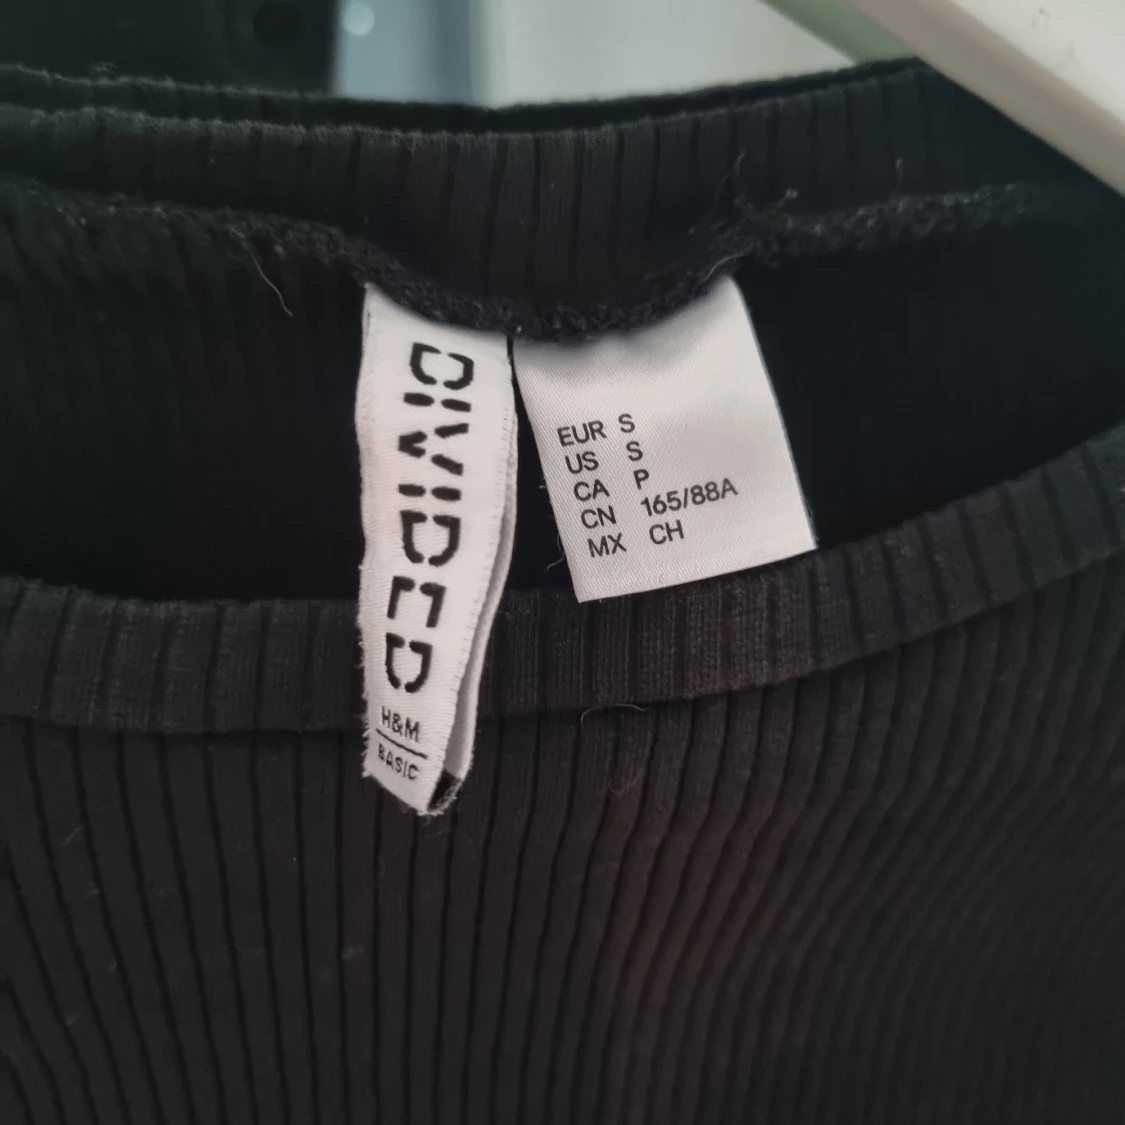 DIVIDED
H&M
BASIC
EUR S
US S
CA P
CN 165/88A
MX CH